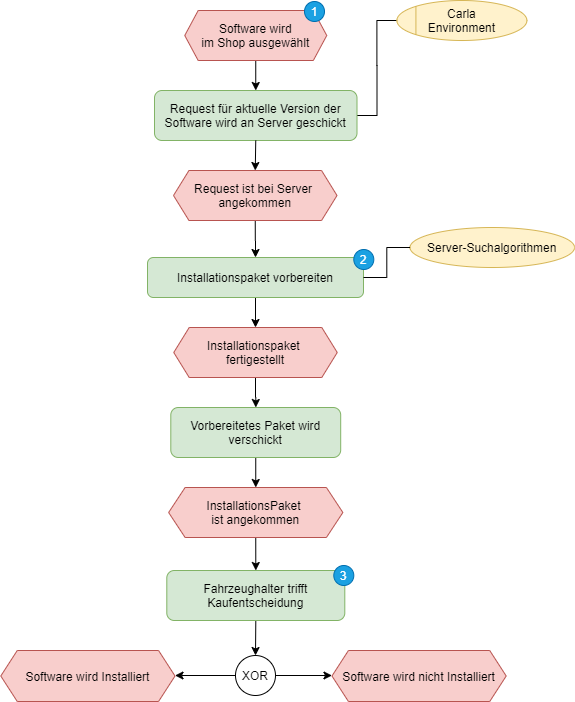 1
Software wird
im Shop ausgewählt
Carla
Environment
Request für aktuelle Version der
Software wird an Server geschickt
Request ist bei Server
angekommen
2
Installationspaket vorbereiten
Server-Suchalgorithmen
Installationspaket
fertigestellt
Vorbereitetes Paket wird
verschickt
InstallationsPaket
ist angekommen
3
Fahrzeughalter trifft
Kaufentscheidung
Software wird Installiert
XOR
Software wird nicht Installiert